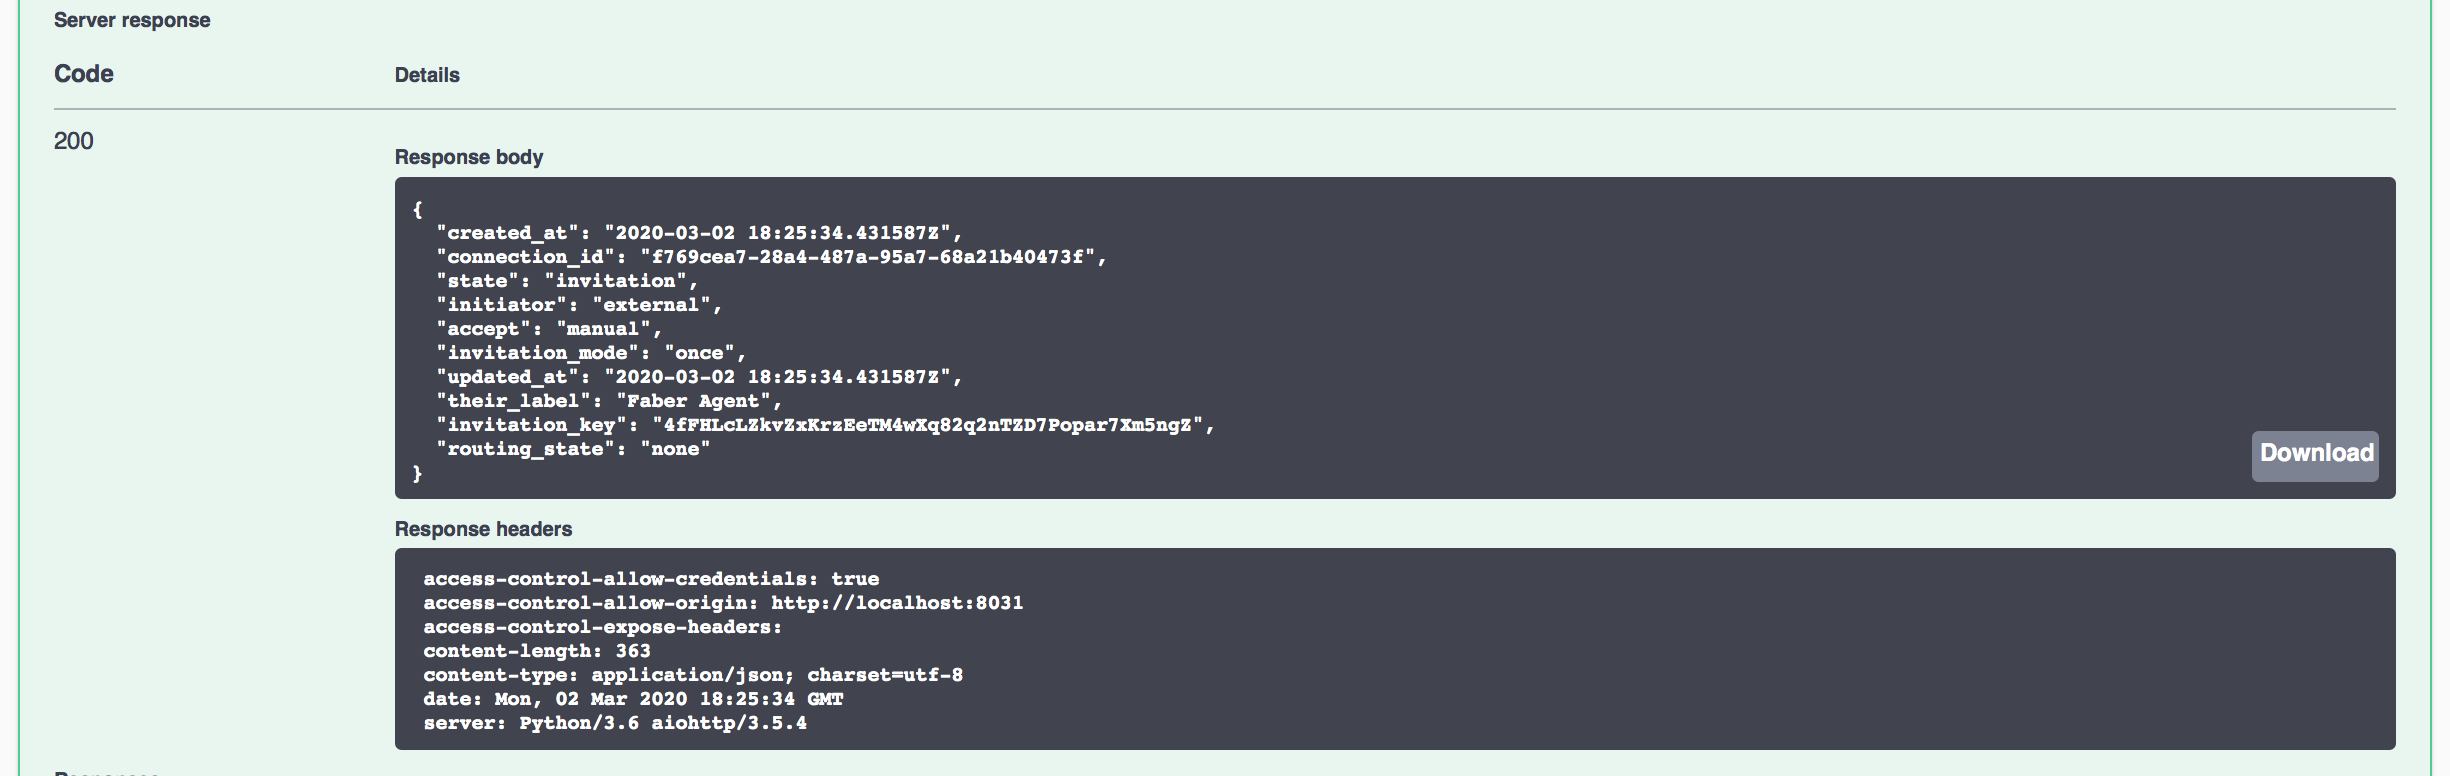 Server response
Code Details
200
Response body
{
"created_at": "2020-03-02 18:25:34.431587Z",
"connection_id": "f769cea7-28a4-487a-95a7-68a21b40473f",
"state": "invitation",
"initiator": "external",
"accept": "manual",
"invitation_mode": "once",
"updated_at": "2020-03-02 18:25:34.431587Z",
"their_label": "Faber Agent",
"invitation_key": "4fFHLcLZkvZxKrzEeTM4wXq82q2nTZD7Popar7Xm5ngZ",
"routing_state": "none"
}
Download
Response headers
access-control-allow-credentials: true
access-control-allow-origin: http://localhost:8031
access-control-expose-headers:
content-length: 363
content-type: application/json; charset=utf-8
date: Mon, 02 Mar 2020 18:25:34 GMT
server: Python/3.6 aiohttp/3.5.4